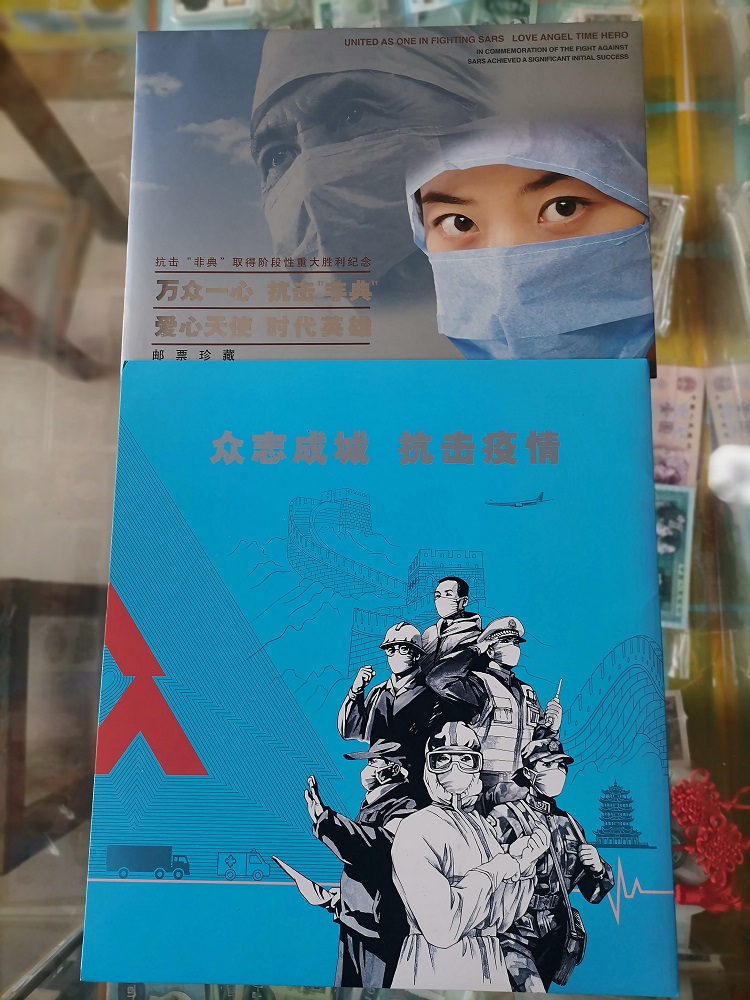 UNITED AS ONE IN FIGHTING SARS LOVE ANGEL TIME HERO
IN COMMEMORATION OF THE FIGHT AGAINST
SARS ACHIEVED A SIGNIFICANT INITIAL SUCCESS
抗击“非典”取得阶段性重大胜利纪念
万众一心 抗击“非典”
爱心天使 时代英雄
邮票珍藏
众志成城 抗击疫情